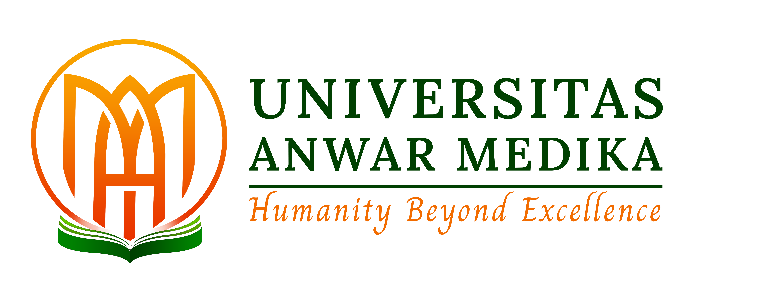 UNIVERSITAS
ANWAR MEDIKA
Humanity Beyond Excellence